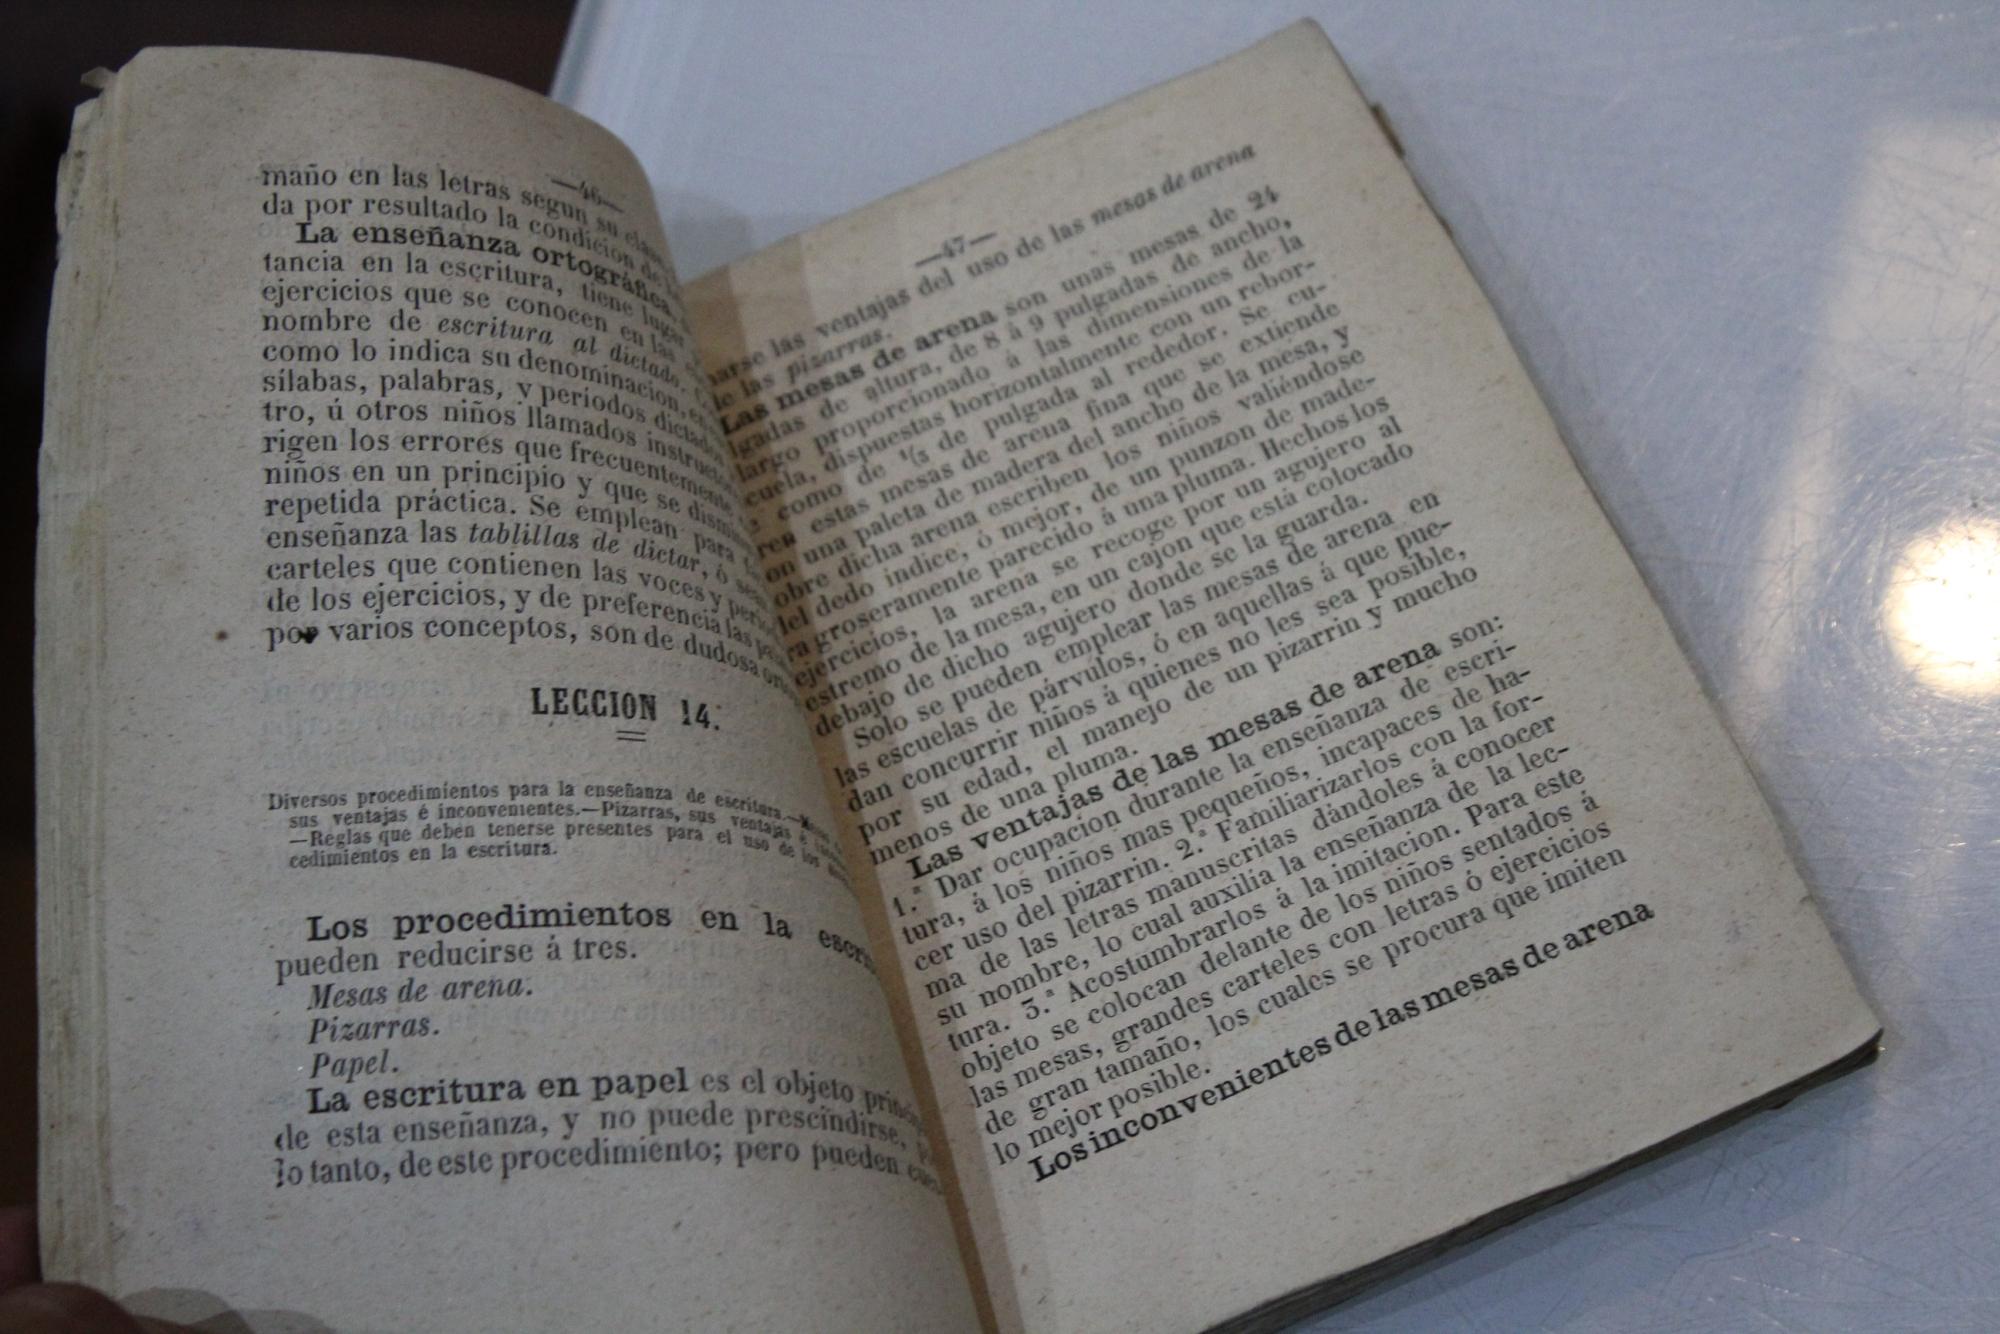 —46—
maño en las letras segun su clase
da por resultado la condicion de
La enseñanza ortográfica,
tancia en la escritura, tiene lugar
ejercicios que se conocen en las
nombre de escritura al dictado.
como lo indica su denominacion, en
sílabas, palabras, y períodos dictados
tro, ú otros niños llamados
rigen los errores que frecuentemente
niños en un principio y que se
repetida práctica. Se emplean para
enseñanza las tablillas de dictar, ó sean
carteles que contienen las voces y
de los ejercicios, y de preferencia las
por varios conceptos, son de dudosa
LECCION 14.
Diversos procedimientos para la enseñanza de escritura.—
sus ventajas é inconvenientes.—Pizarras, sus ventajas é
—Reglas que deben tenerse presentes para el uso de los
cedimientos en la escritura.
Los procedimientos en la
pueden reducirse á tres.
Mesas de arena.
Pizarras.
Papel.
La escritura en papel es el objeto
de esta enseñanza, y no puede prescindirse,
lo tanto, de este procedimiento; pero pueden
—47—
las ventajas del uso de las mesas de arena
las pizarras.
Las mesas de arena son unas mesas de 24
de altura, de 8 á 9 pulgadas de ancho,
largo proporcionado á las dimensiones de la
cuela, dispuestas horizontalmente con un rebor-
como de 1/3 de pulgada al rededor. Se cu-
estas mesas de arena fina que se extiende
una paleta de madera del ancho de la mesa, y
dicha arena escriben los niños valiéndose
dedo índice, ó mejor, de un punzon de made-
ra groseramente parecido á una pluma. Hechos los
ejercicios, la arena se recoge por un agujero al
estremo de la mesa, en un cajon que está colocado
debajo de dicho agujero donde se la guarda.
Solo se pueden emplear las mesas de arena en
las escuelas de párvulos, ó en aquellas á que pue-
dan concurrir niños á quienes no les sea posible,
por su edad, el manejo de un pizarrin y mucho
menos de una pluma.
Las ventajas de las mesas de arena son:
1.ª Dar ocupacion durante la enseñanza de escri-
tura, á los niños mas pequeños, incapaces de ha-
cer uso del pizarrin. 2.ª Familiarizarlos con la for-
ma de las letras manuscritas dándoles á conocer
su nombre, lo cual auxilia la enseñanza de la lec-
tura. 3.ª Acostumbrarlos á la imitacion. Para este
objeto se colocan delante de los niños sentados á
las mesas, grandes carteles con letras ó ejercicios
de gran tamaño, los cuales se procura que imiten
lo mejor posible.
Los inconvenientes de las mesas de arena